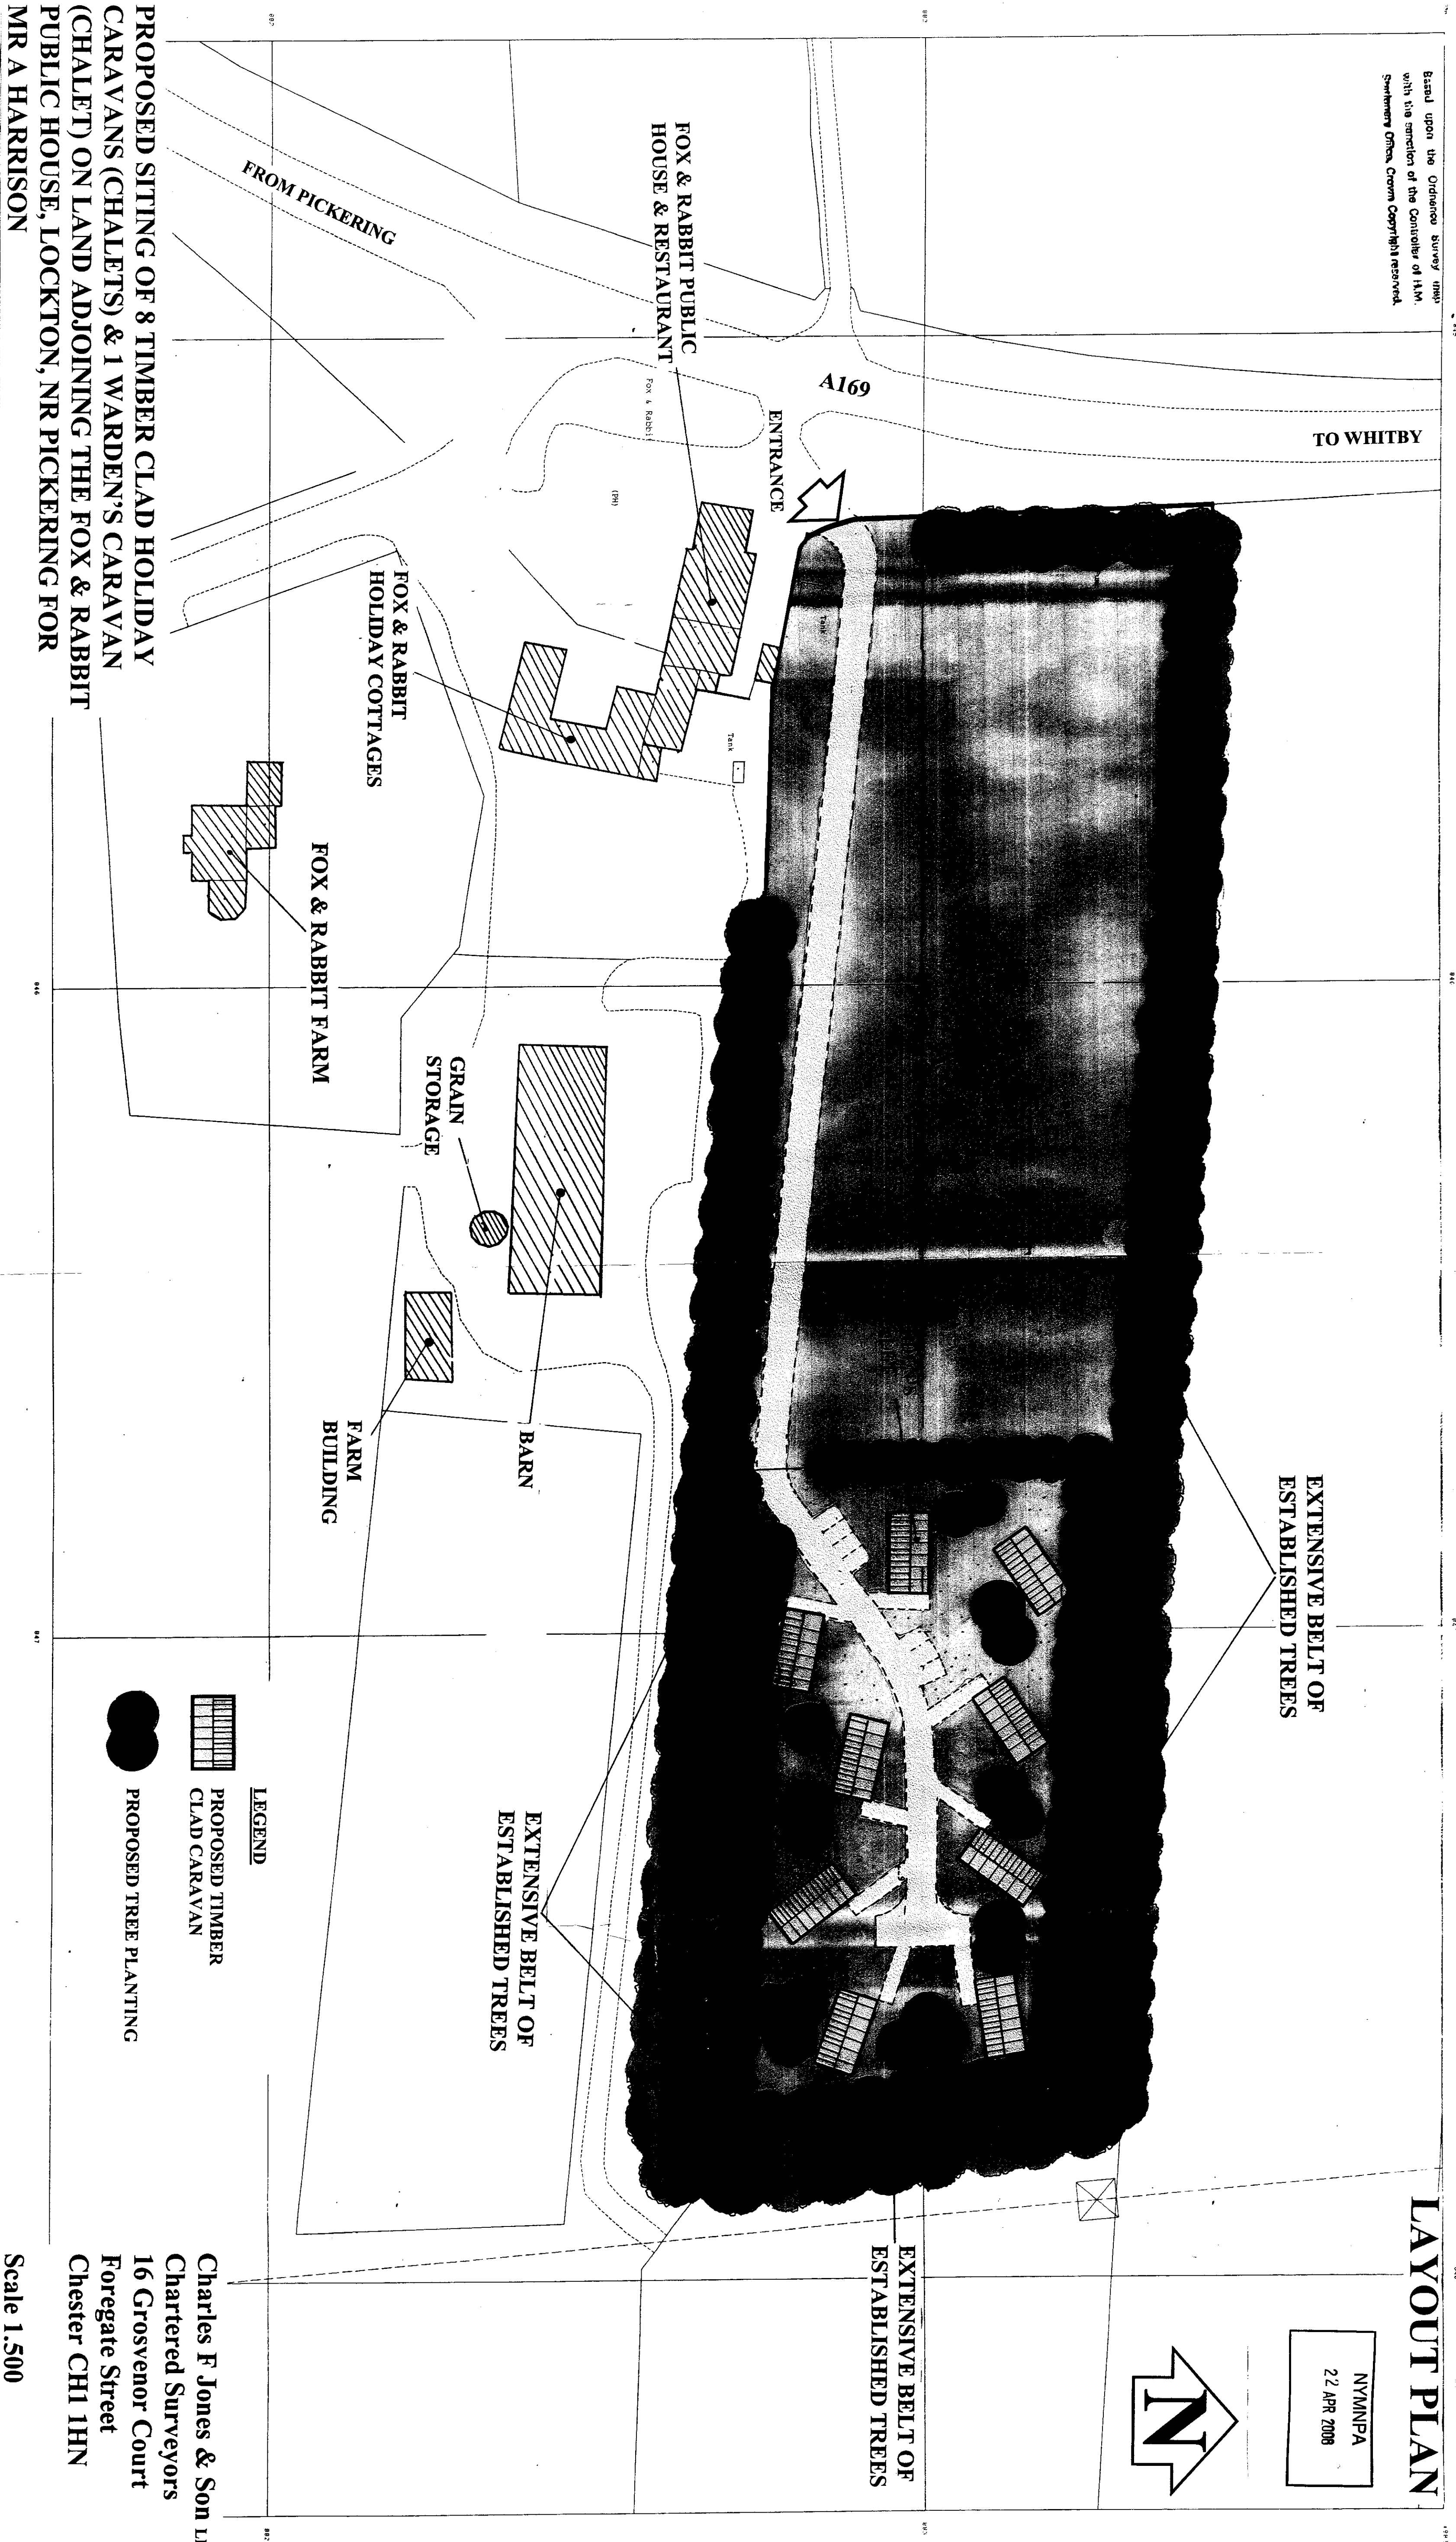 LAYOUT PLAN
NYMNPA
22 APR 2008
N
Based upon the Ordnance Survey map
with the sanction of the Controller of H.M.
Stationery Office, Crown Copyright reserved.
TO WHITBY
A169
ENTRANCE
FROM PICKERING
FOX & RABBIT PUBLIC
HOUSE & RESTAURANT
Fox & Rabbit
(PH)
Tank
Tank
FOX & RABBIT
HOLIDAY COTTAGES
FOX & RABBIT FARM
GRAIN
STORAGE
BARN
FARM
BUILDING
EXTENSIVE BELT OF
ESTABLISHED TREES
EXTENSIVE BELT OF
ESTABLISHED TREES
EXTENSIVE BELT OF
ESTABLISHED TREES
LEGEND
PROPOSED TIMBER
CLAD CARAVAN
PROPOSED TREE PLANTING
PROPOSED SITING OF 8 TIMBER CLAD HOLIDAY
CARAVANS (CHALETS) & 1 WARDEN'S CARAVAN
(CHALET) ON LAND ADJOINING THE FOX & RABBIT
PUBLIC HOUSE, LOCKTON, NR PICKERING FOR
MR A HARRISON
Charles F Jones & Son
Chartered Surveyors
16 Grosvenor Court
Foregate Street
Chester CH1 1HN
Scale 1.500